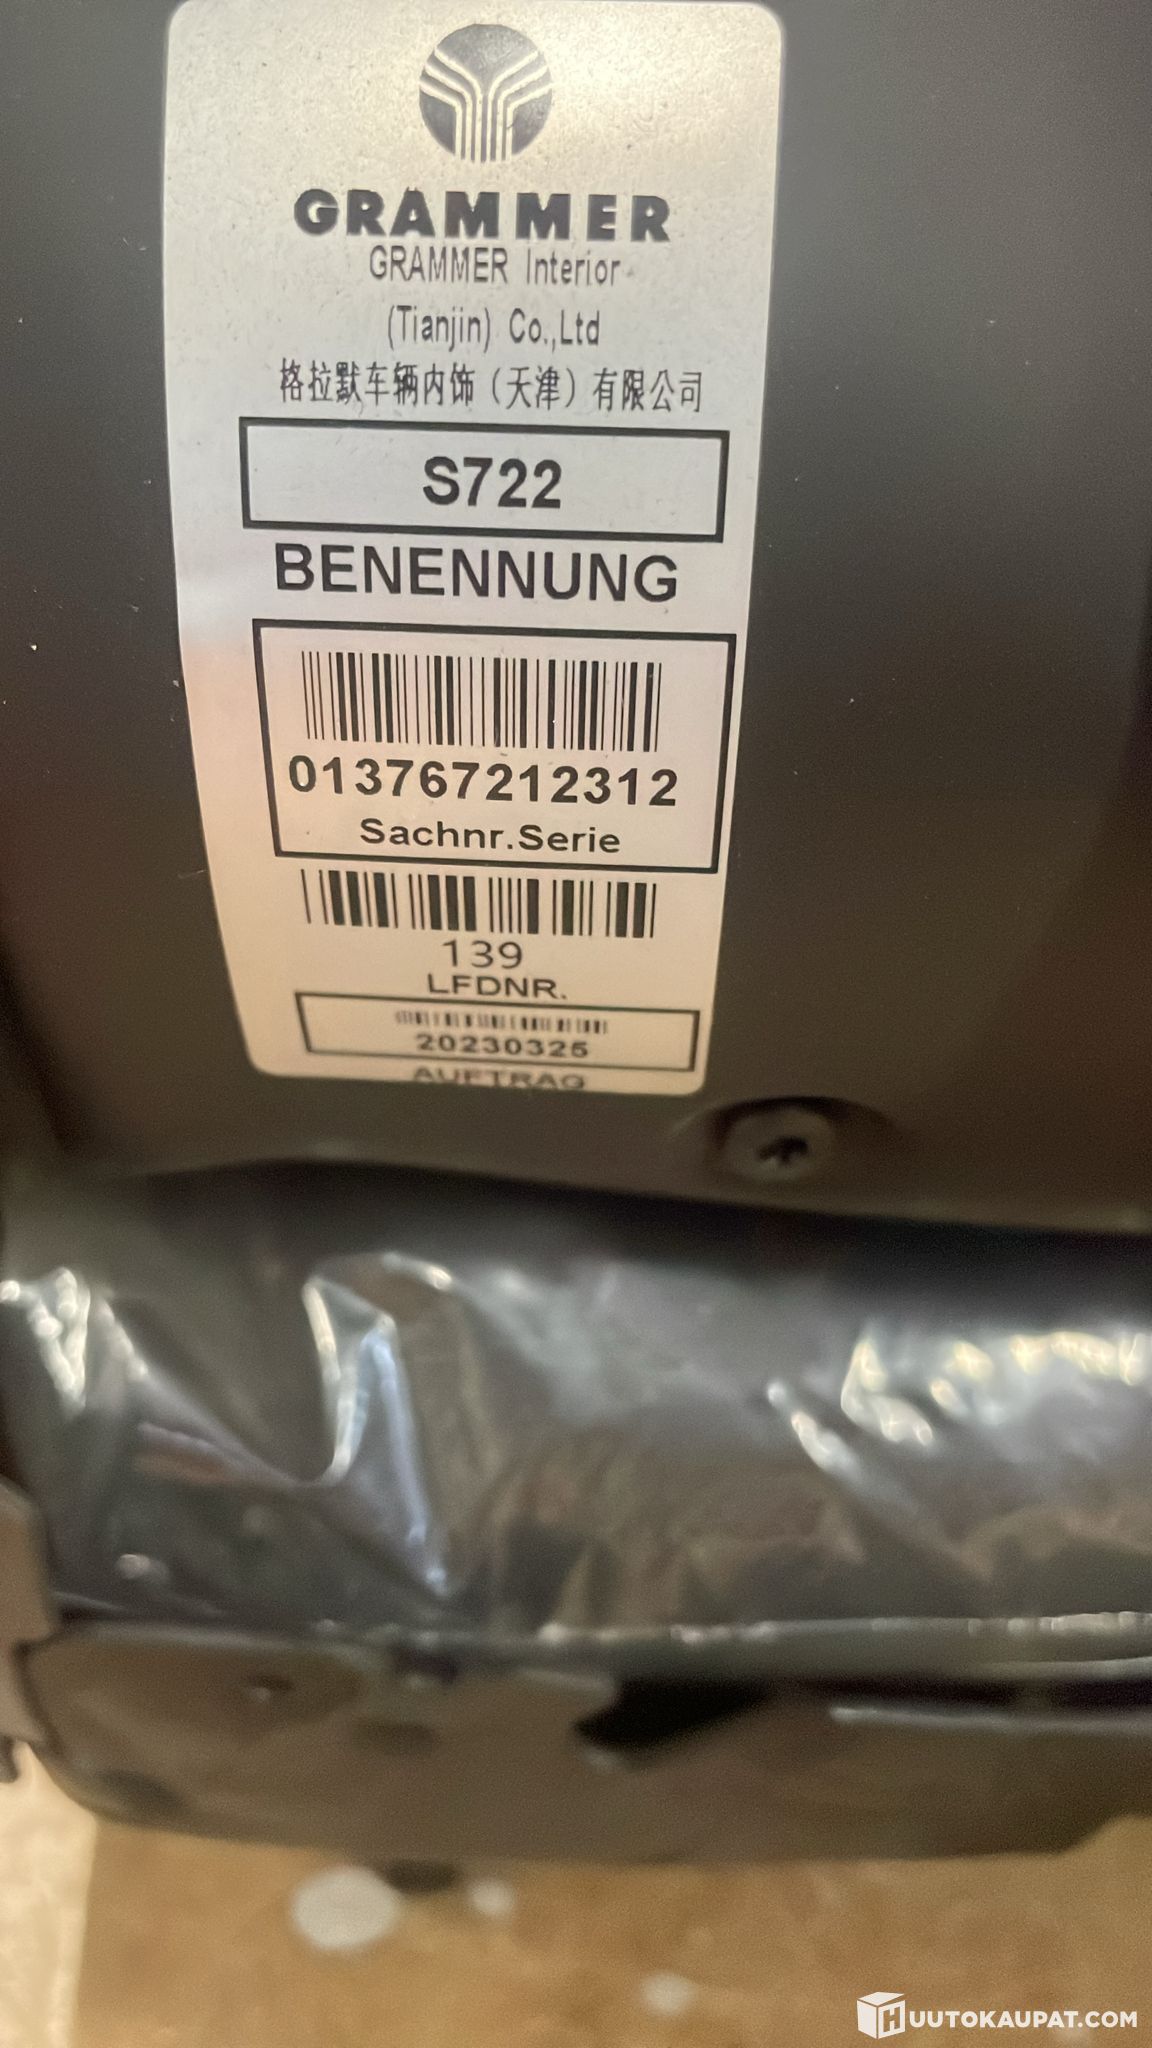 GRAMMER
GRAMMER Interior
(Tianjin) Co.,Ltd
格拉默车辆内饰（天津）有限公司
S722
BENENNUNG
013767212312
Sachnr.Serie
139
LFDNR.
20230325
AUFTRAG
HUUTOKAUPAT.COM